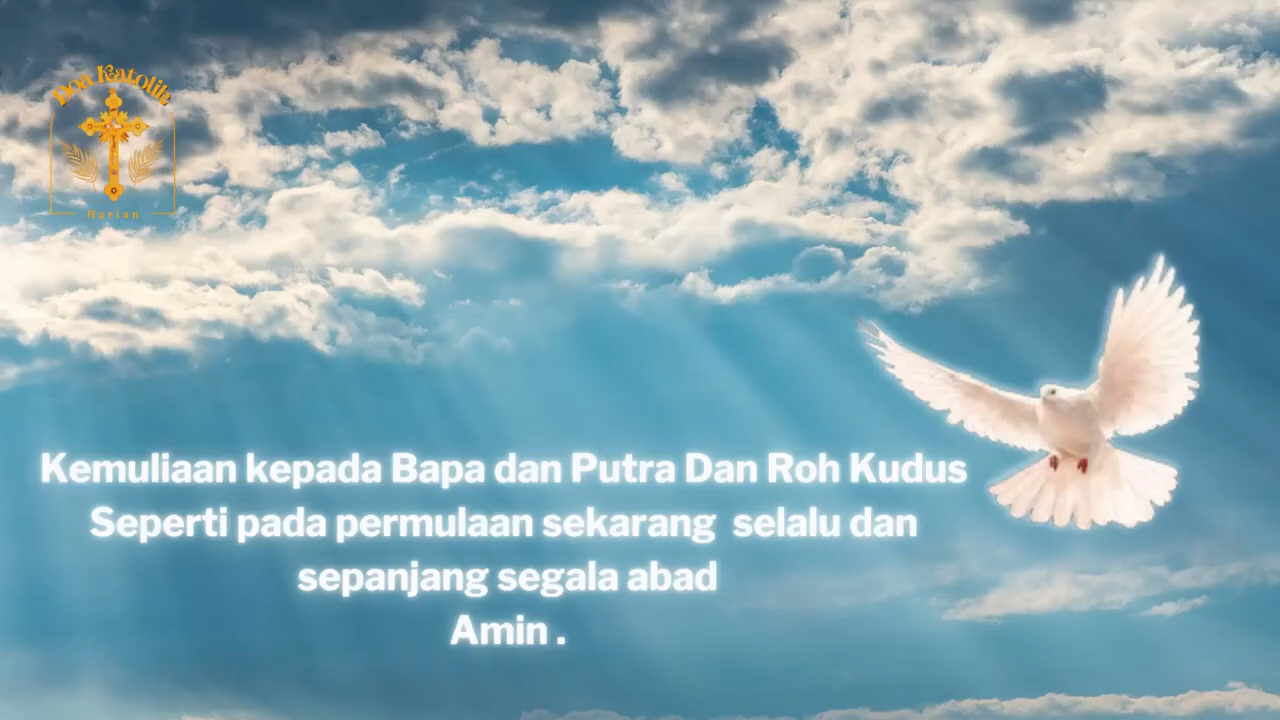 Doa Katolik
Harian
Kemuliaan kepada Bapa dan Putra Dan Roh Kudus
Seperti pada permulaan sekarang  selalu dan
sepanjang segala abad
Amin .